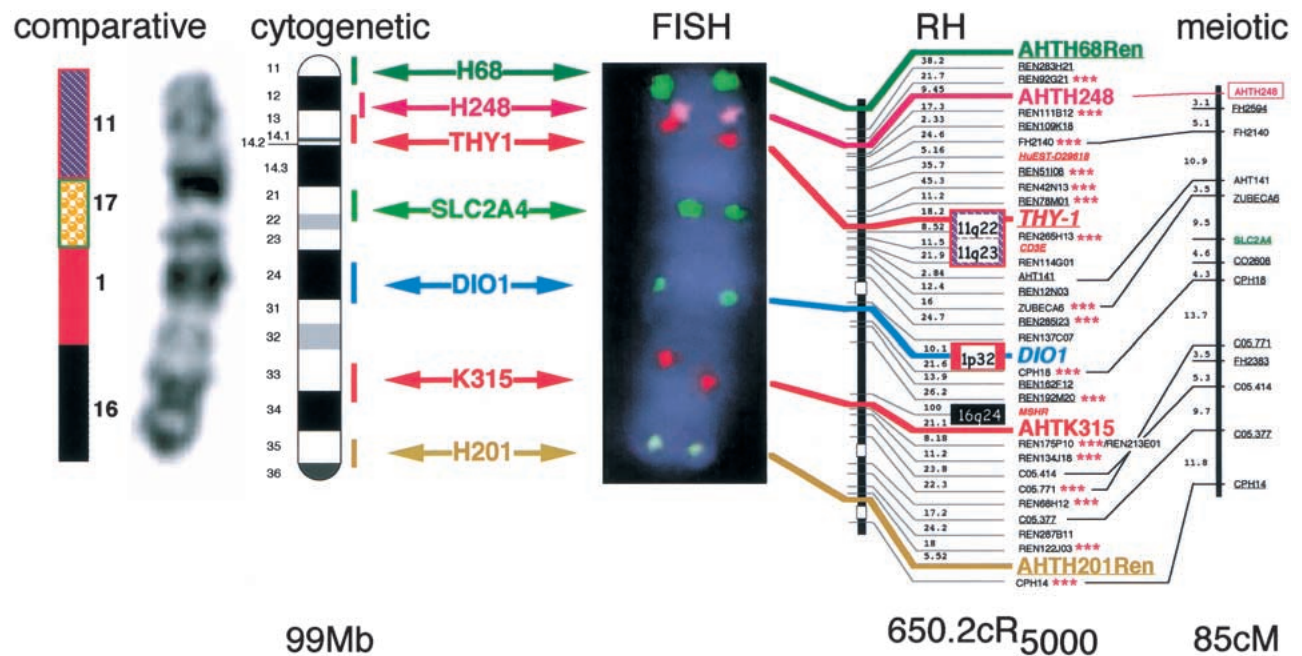 comparative
cytogenetic
FISH
RH
meiotic
11
17
1
16
11
12
13
14.1
14.2
14.3
21
22
23
24
31
32
33
34
35
36
H68
H248
THY1
SLC2A4
DIO1
K315
H201
38.2
21.7
9.45
17.3
2.33
24.6
5.16
35.7
45.3
11.2
18.2
8.52
11.5
21.9
2.84
12.4
16
24.7
10.1
21.6
13.9
26.2
100
21.1
8.18
11.2
23.8
22.3
17.2
24.2
18
5.52
11q22
11q23
1p32
16q24
AHTH68Ren
REN283H21
REN92G21 ***
AHTH248
REN111B12 ***
REN109K18
FH2140 ***
HuEST-D29618
REN51I08 ***
REN42N13 ***
REN78M01 ***
THY-1
REN265H13 ***
CD3E
REN114G01
AHT141
REN12N03
ZUBECA6 ***
REN285I23 ***
REN137C07
DIO1
CPH18 ***
REN162F12
REN192M20 ***
MSHR
AHTK315
REN175P10 ***/REN213E01
REN134J18 ***
C05.414
C05.771 ***
REN68H12 ***
C05.377
REN287B11
REN122J03 ***
AHTH201Ren
CPH14 ***
3.1
5.1
10.9
3.5
9.5
4.6
4.3
13.7
3.5
5.3
9.7
11.8
AHTH248
FH2594
FH2140
AHT141
ZUBECA6
SLC2A4
CO2608
CPH18
C05.771
FH2383
C05.414
C05.377
CPH14
99Mb
650.2cR5000
85cM